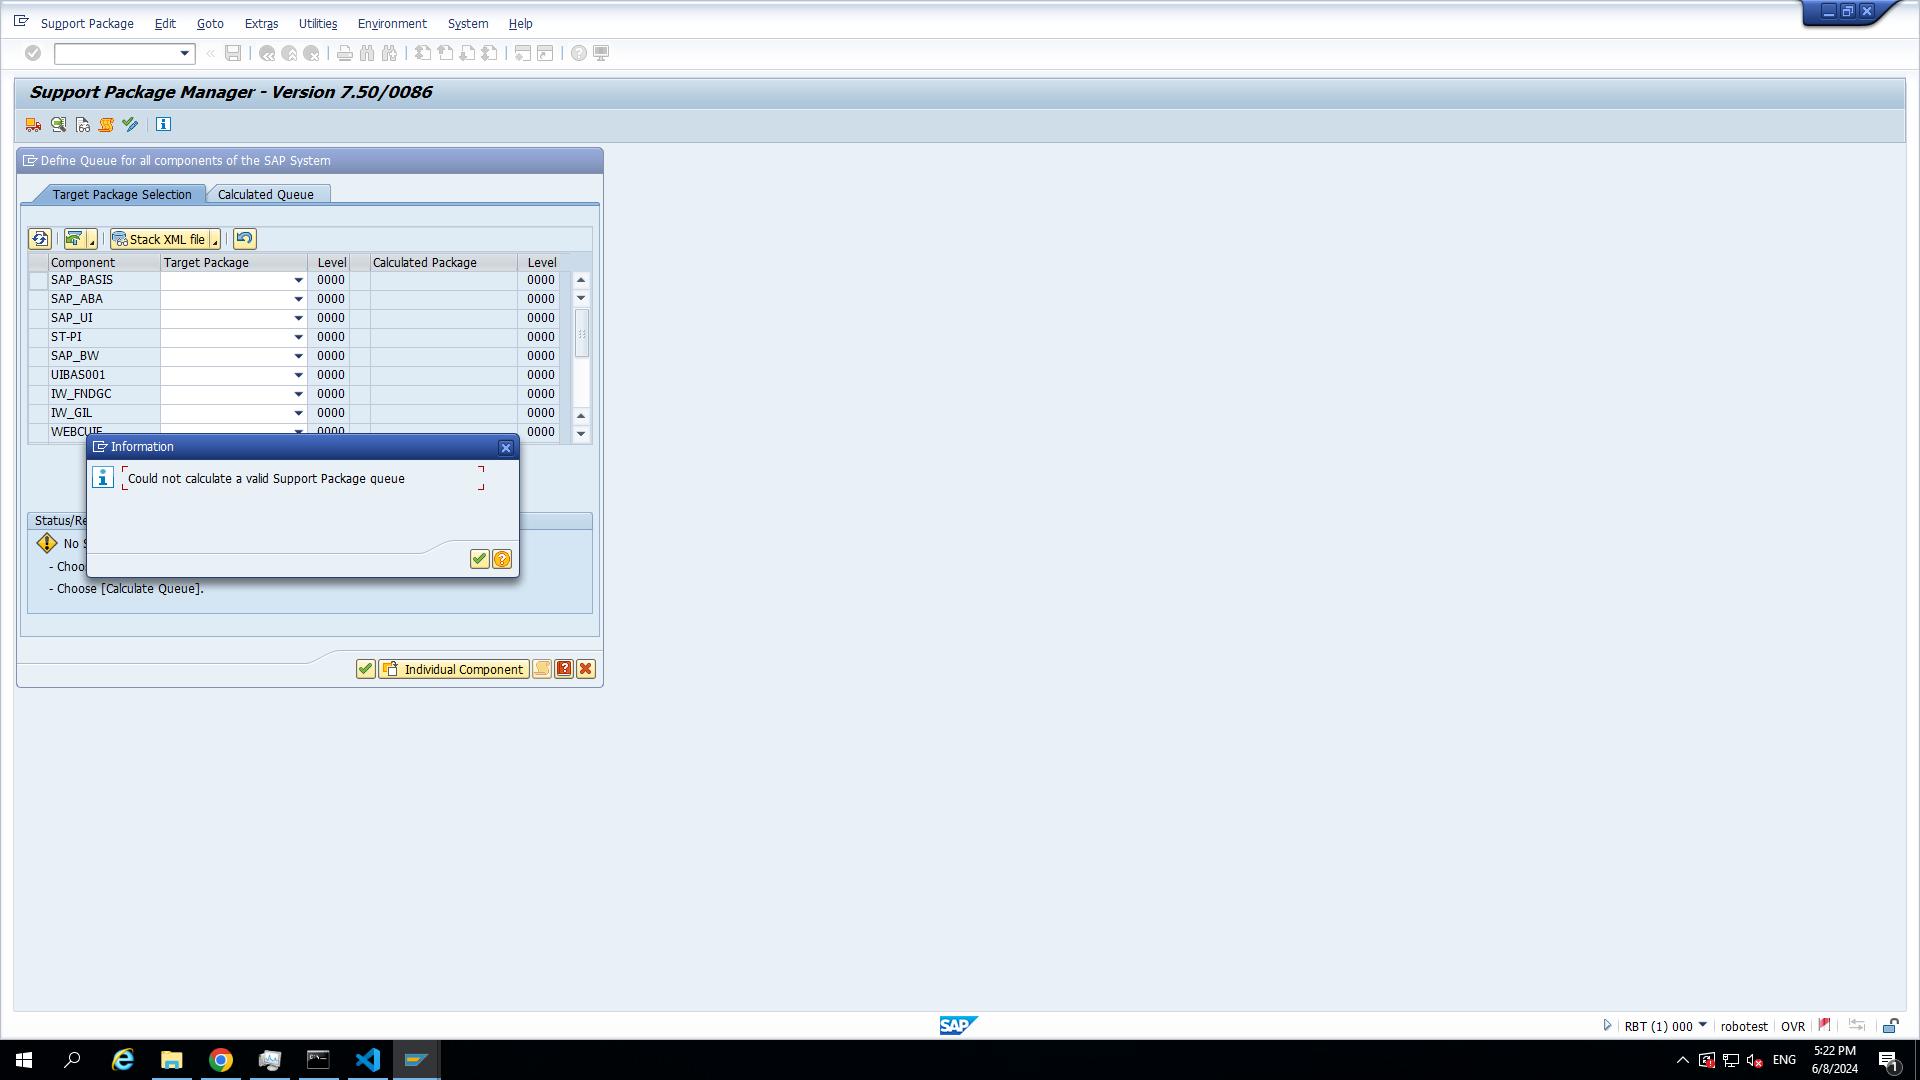 Support Package Edit Goto Extras Utilities Environment System Help
Support Package Manager - Version 7.50/0086
Define Queue for all components of the SAP System
Target Package Selection Calculated Queue
Stack XML file
Component Target Package Level Calculated Package Level
SAP_BASIS 0000 0000
SAP_ABA 0000 0000
SAP_UI 0000 0000
ST-PI 0000 0000
SAP_BW 0000 0000
UIBAS001 0000 0000
IW_FNDGC 0000 0000
IW_GIL 0000 0000
WEBCUIF 0000 0000
Information
Could not calculate a valid Support Package queue
Status/Re
No
- Choo
- Choose [Calculate Queue].
Individual Component
SAP
RBT (1) 000 robotest OVR
ENG
5:22 PM
6/8/2024
1